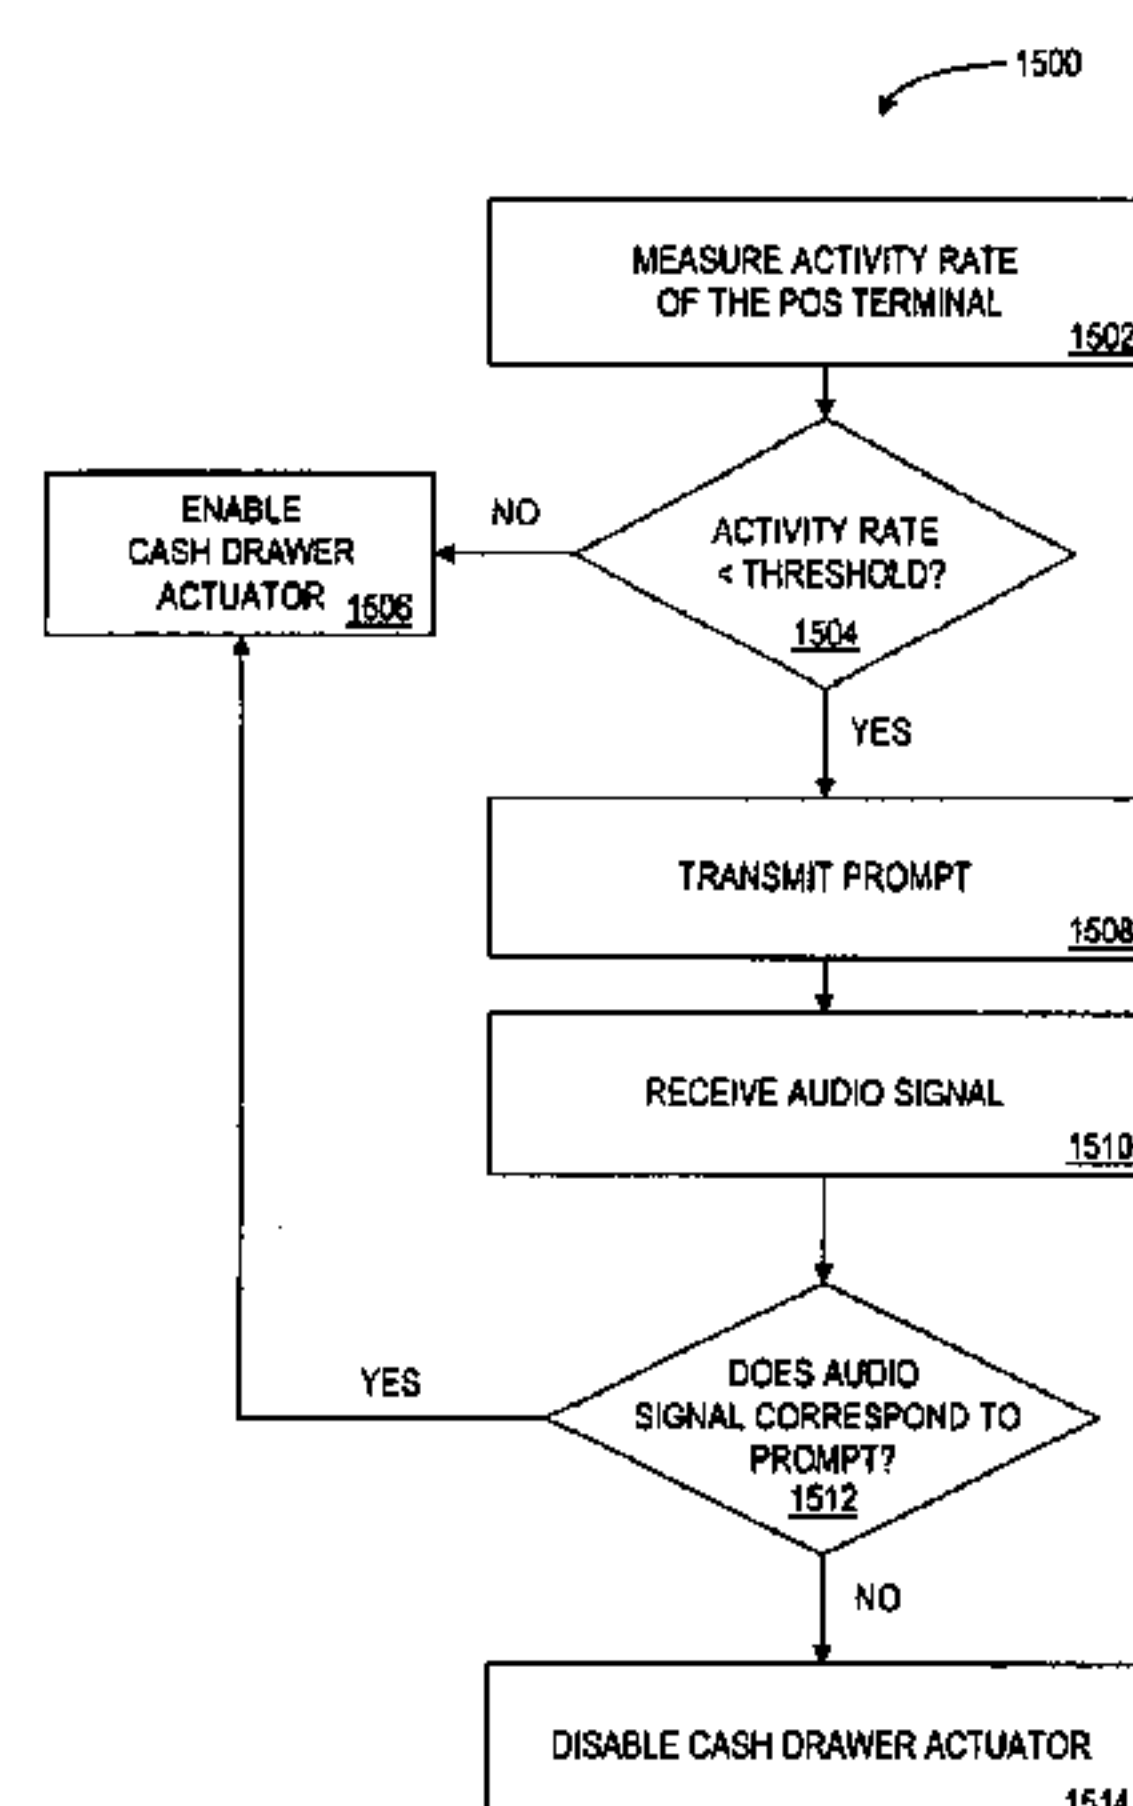 1500
MEASURE ACTIVITY RATE
OF THE POS TERMINAL
1502
ENABLE
CASH DRAWER
ACTUATOR
1506
NO
ACTIVITY RATE
< THRESHOLD?
1504
YES
TRANSMIT PROMPT
1508
RECEIVE AUDIO SIGNAL
1510
YES
DOES AUDIO
SIGNAL CORRESPOND TO
PROMPT?
1512
NO
DISABLE CASH DRAWER ACTUATOR
1514